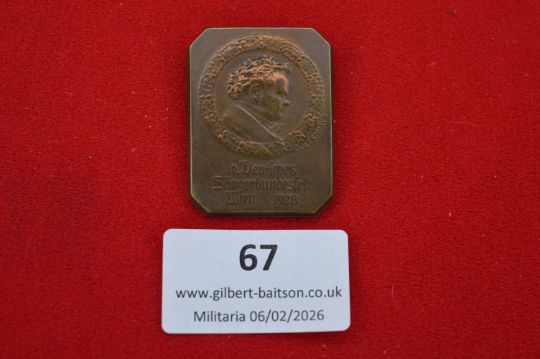 10. Deutsches
Sängerbundesfest
Wien 1928
67
www.gilbert-baitson.co.uk
Militaria 06/02/2026